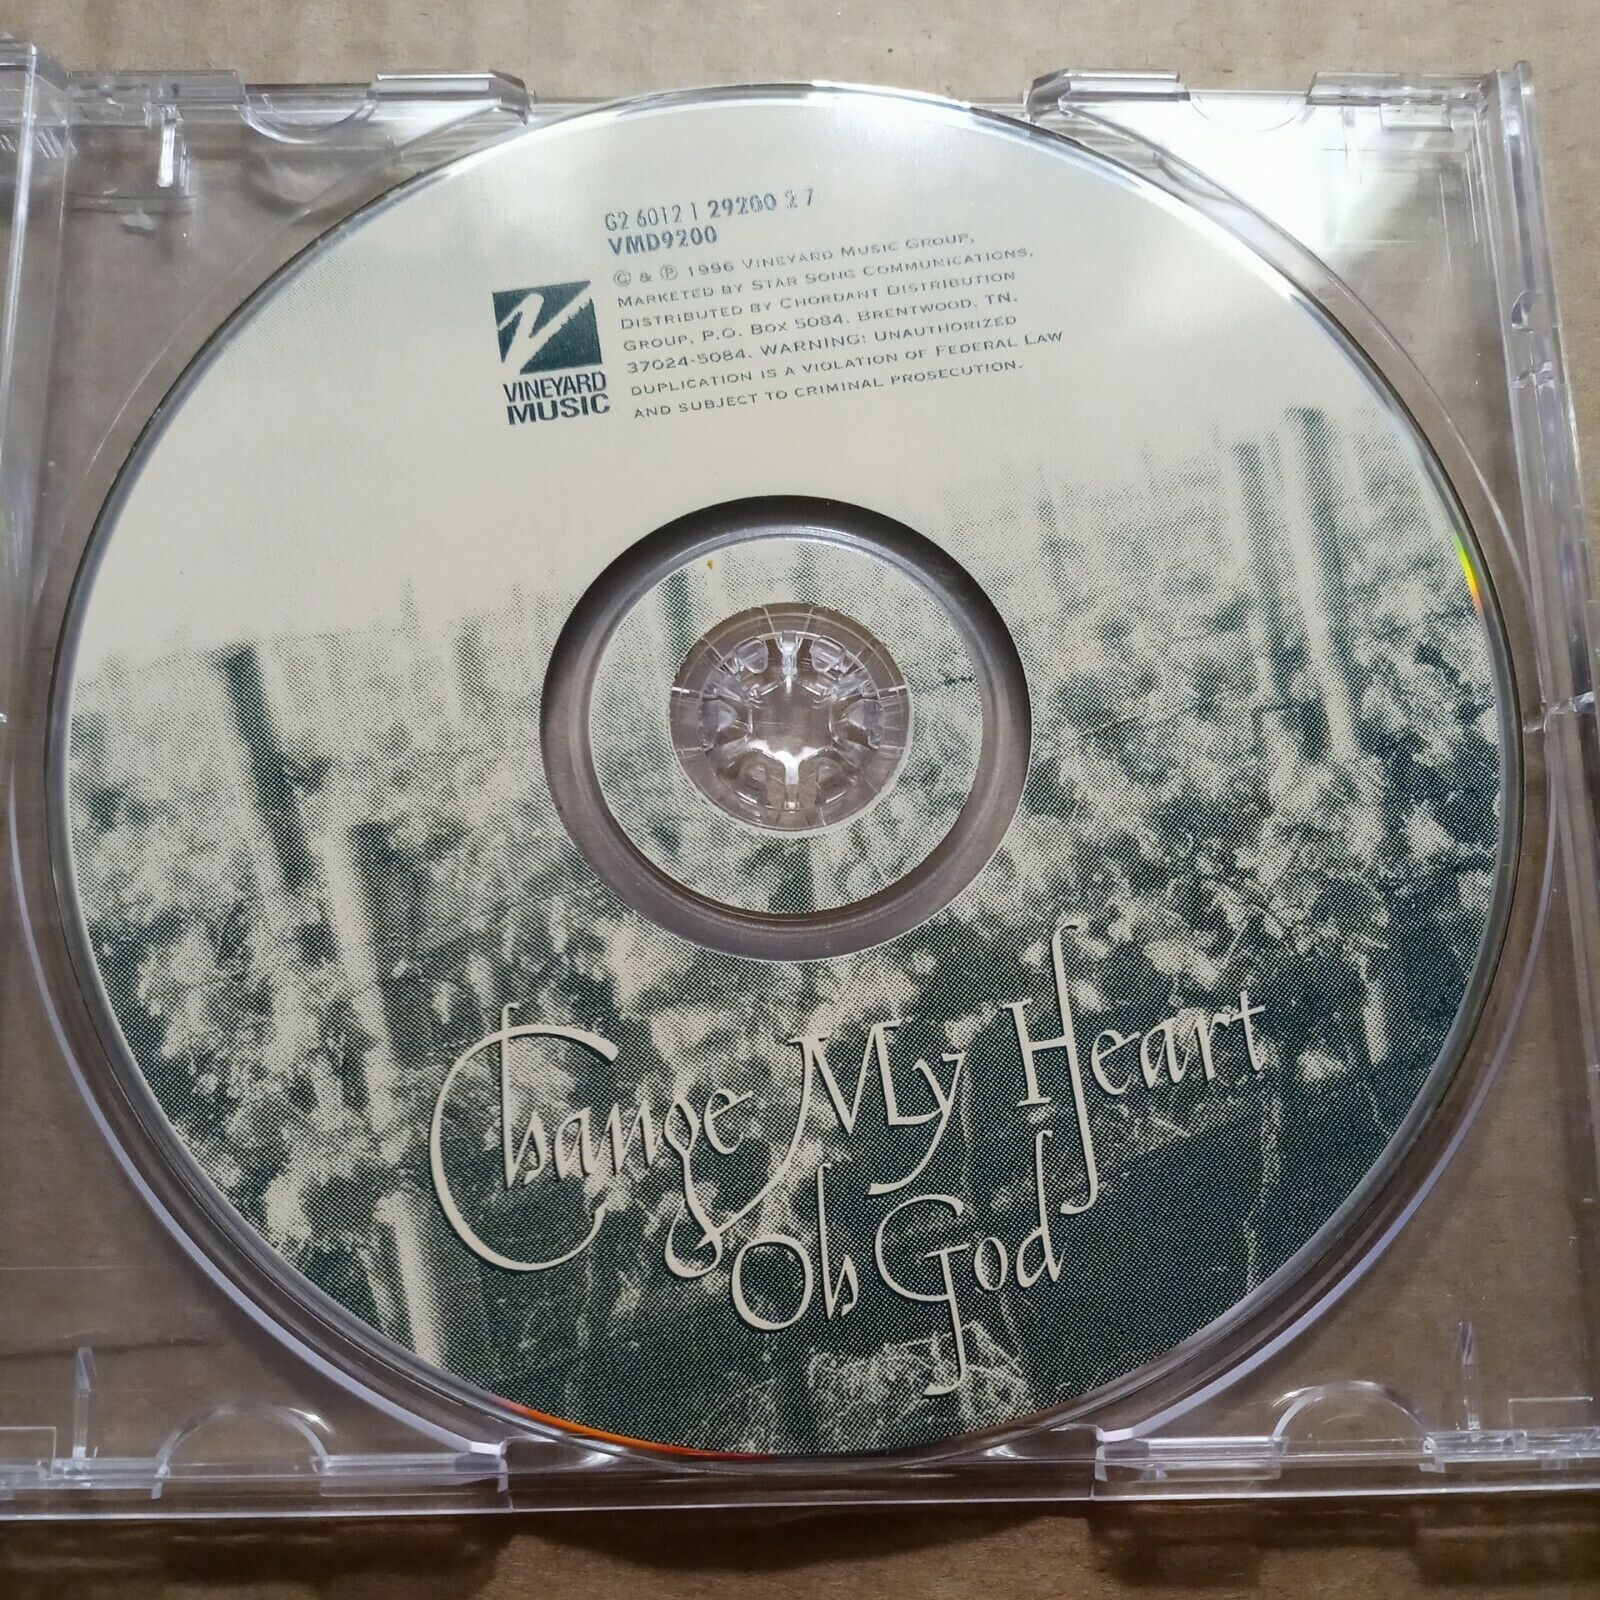 G2 6012 1 29200 2 7
VMD9200
© & ℗ 1996 VINEYARD MUSIC GROUP,
MARKETED BY STAR SONG COMMUNICATIONS,
DISTRIBUTED BY CHORDANT DISTRIBUTION
GROUP, P.O. BOX 5084, BRENTWOOD, TN.
37024-5084. WARNING: UNAUTHORIZED
DUPLICATION IS A VIOLATION OF FEDERAL LAW
AND SUBJECT TO CRIMINAL PROSECUTION.
VINEYARD
MUSIC
Change My Heart
Oh God